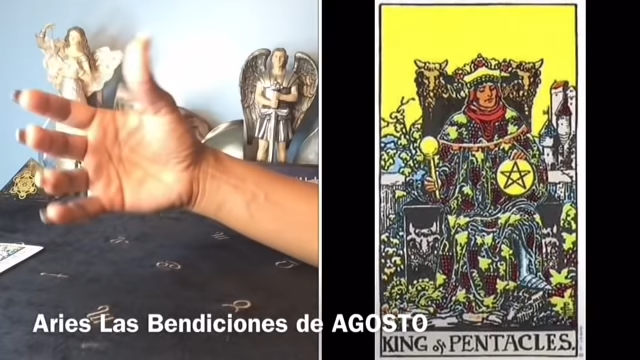 Aries Las Bendiciones de AGOSTO
KING of PENTACLES.